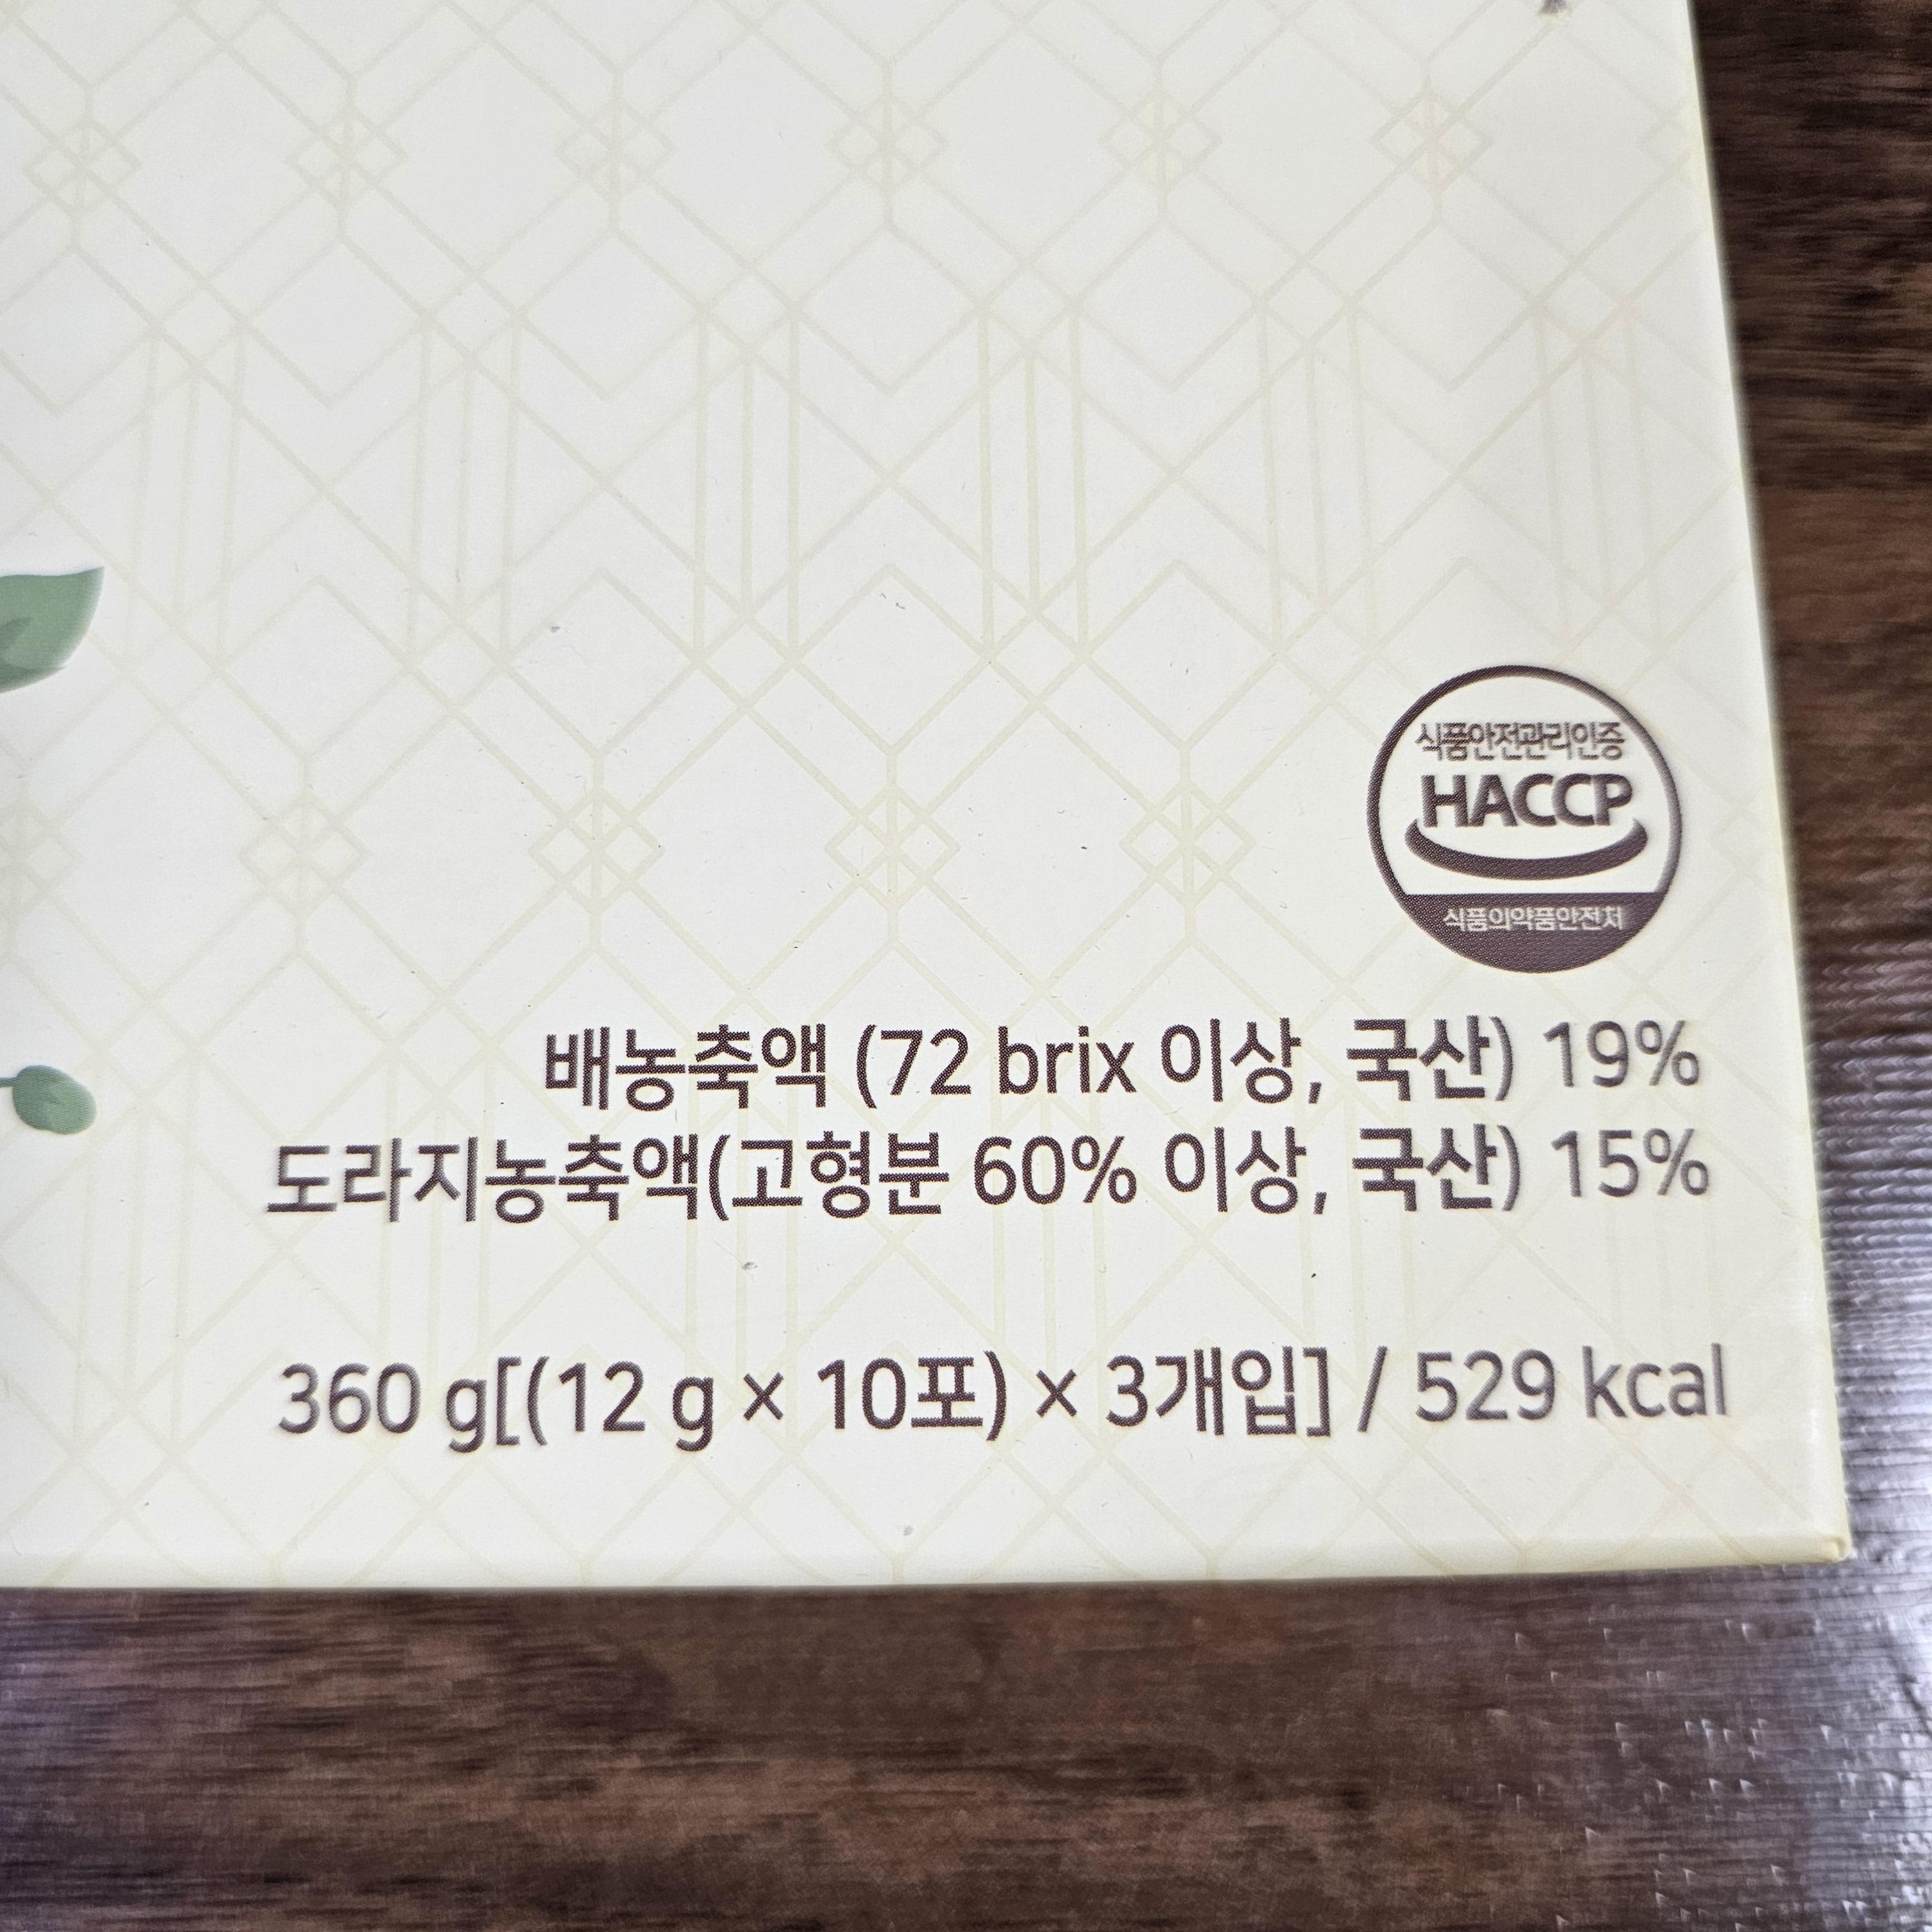 식품안전관리인증
HACCP
식품의약품안전처
배농축액 (72 brix 이상, 국산) 19%
도라지농축액(고형분 60% 이상, 국산) 15%
360 g[(12 g × 10포) × 3개입] / 529 kcal